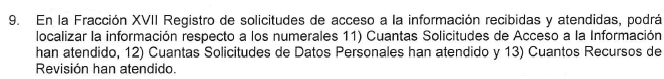 9. En la Fracción XVII Registro de solicitudes de acceso a la información recibidas y atendidas, podrá
localizar la información respecto a los numerales 11) Cuantas Solicitudes de Acceso a la Información
han atendido, 12) Cuantas Solicitudes de Datos Personales han atendido y 13) Cuantos Recursos de
Revisión han atendido.